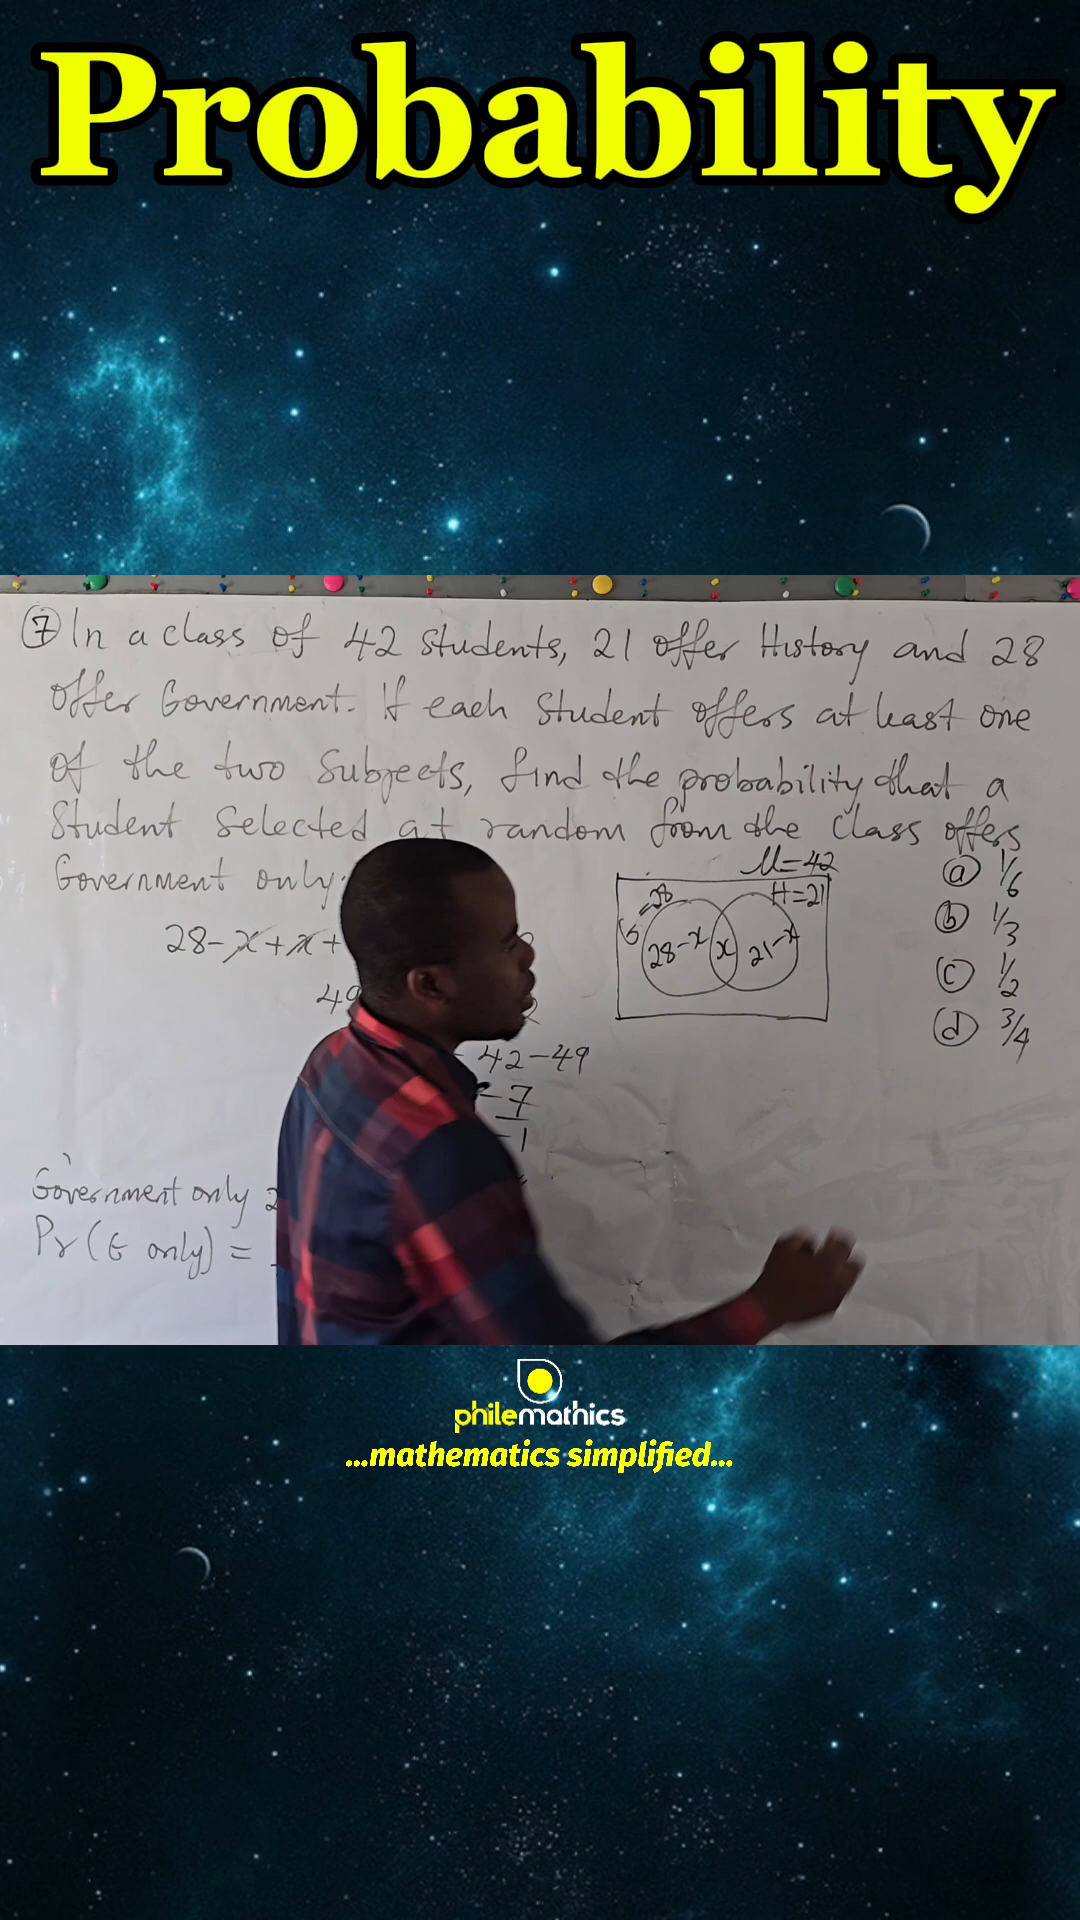 Probability
⑦ In a class of 42 students, 21 offer History and 28
offer Government. If each Student offers at least one
of the two Subjects, find the probability that a
Student Selected at random from the class offers
Government only.
μ=42
G=28
H=21
28-x
x
21-x
ⓐ 1/6
ⓑ 1/3
ⓒ 1/2
ⓓ 3/4
28-x+x+
49
42-49
-7
-1
Government only 2
Pr(G only) =
philemathics
...mathematics simplified...